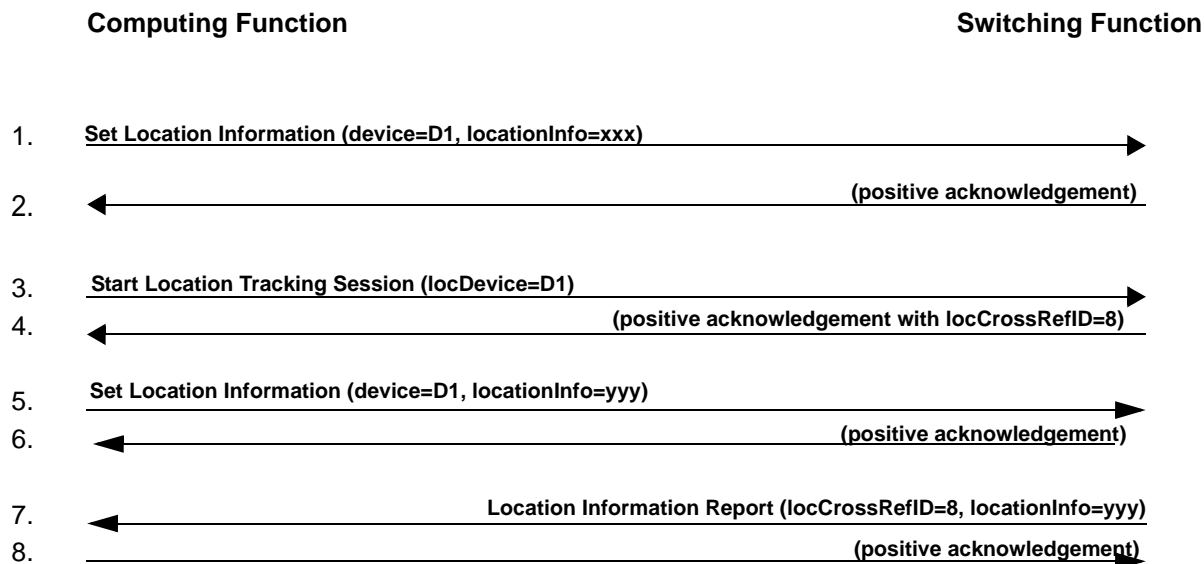 Computing Function Switching Function
1. Set Location Information (device=D1, locationInfo=xxx)
2. (positive acknowledgement)
3. Start Location Tracking Session (locDevice=D1)
4. (positive acknowledgement with locCrossRefID=8)
5. Set Location Information (device=D1, locationInfo=yyy)
6. (positive acknowledgement)
7. Location Information Report (locCrossRefID=8, locationInfo=yyy)
8. (positive acknowledgement)